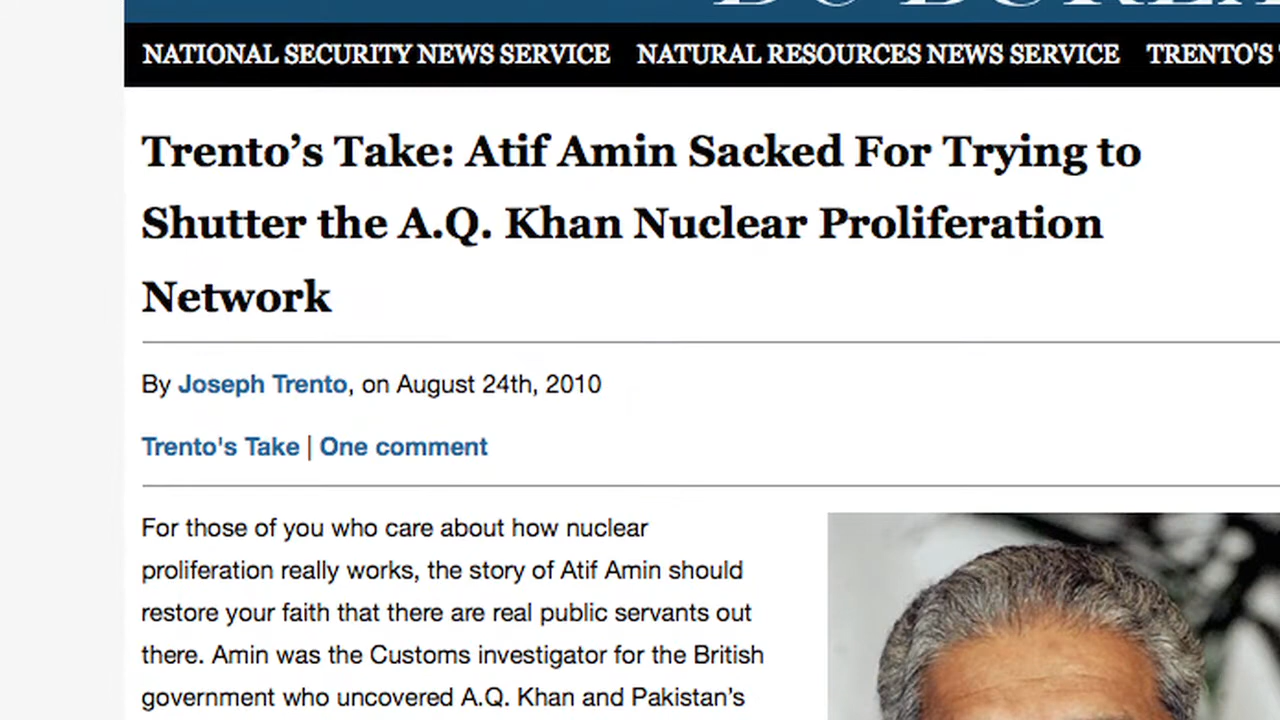 NATIONAL SECURITY NEWS SERVICE NATURAL RESOURCES NEWS SERVICE TRENTO'S
Trento’s Take: Atif Amin Sacked For Trying to
Shutter the A.Q. Khan Nuclear Proliferation
Network
By Joseph Trento, on August 24th, 2010
Trento's Take | One comment
For those of you who care about how nuclear
proliferation really works, the story of Atif Amin should
restore your faith that there are real public servants out
there. Amin was the Customs investigator for the British
government who uncovered A.Q. Khan and Pakistan’s